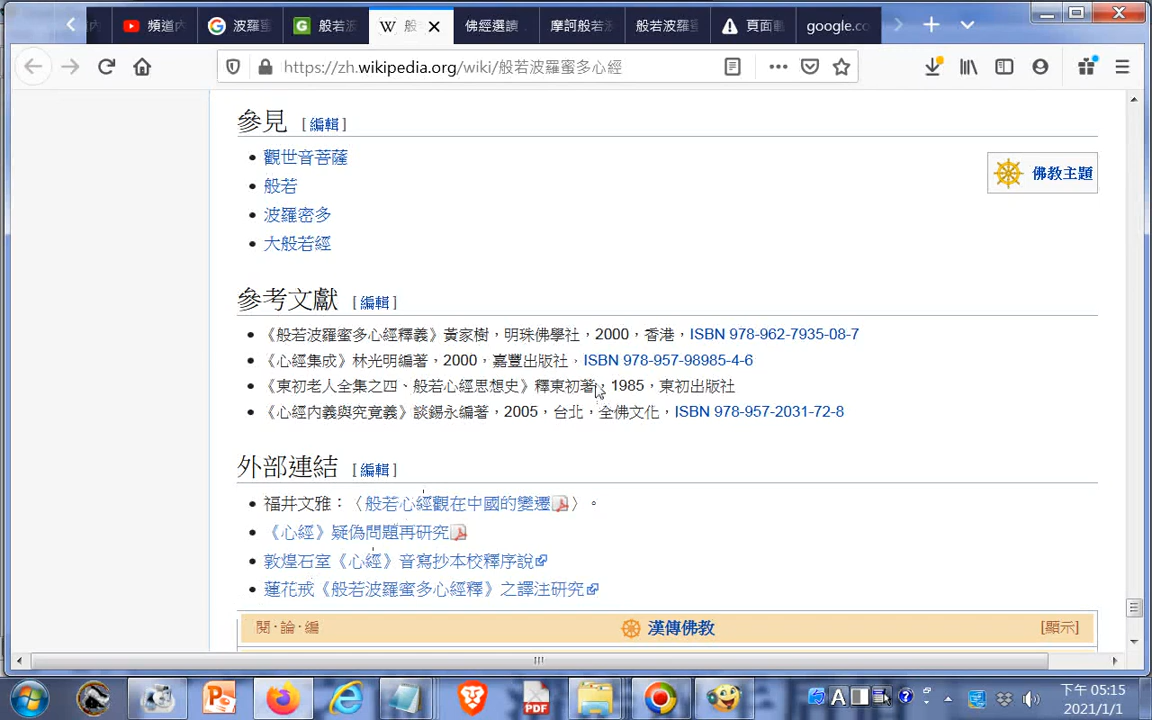 頻道内
波羅蜜
般若波
般
佛經選讀
摩訶般若波
般若波羅蜜
頁面載
google.co
https://zh.wikipedia.org/wiki/般若波羅蜜多心經
參見 [編輯]
觀世音菩薩
佛教主題
般若
波羅密多
大般若經
參考文獻 [編輯]
《般若波羅蜜多心經釋義》黃家樹，明珠佛學社，2000，香港，ISBN 978-962-7935-08-7
《心經集成》林光明編著，2000，嘉豐出版社，ISBN 978-957-98985-4-6
《東初老人全集之四、般若心經思想史》釋東初著，1985，東初出版社
《心經内義與究竟義》談錫永編著，2005，台北，全佛文化，ISBN 978-957-2031-72-8
外部連結 [編輯]
福井文雅：〈般若心經觀在中國的變遷〉。
《心經》疑偽問題再研究
敦煌石室《心經》音寫抄本校釋序說
蓮花戒《般若波羅蜜多心經釋》之譯注研究
閱·論·編
漢傳佛教
[顯示]
下午 05:15
2021/1/1